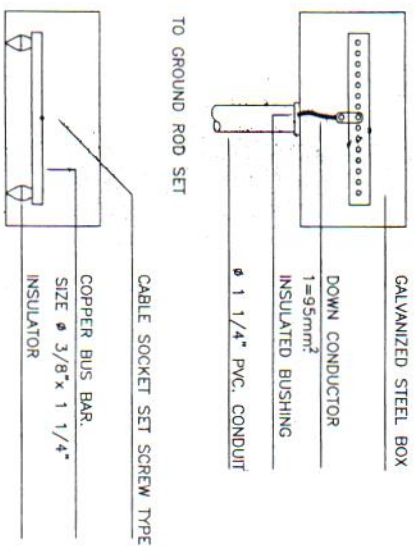 GALVANIZED STEEL BOX
DOWN CONDUCTOR
1=95mm²
INSULATED BUSHING
ø 1 1/4" PVC. CONDUIT
TO GROUND ROD SET
CABLE SOCKET SET SCREW TYPE
COPPER BUS BAR.
SIZE ø 3/8"x 1 1/4"
INSULATOR